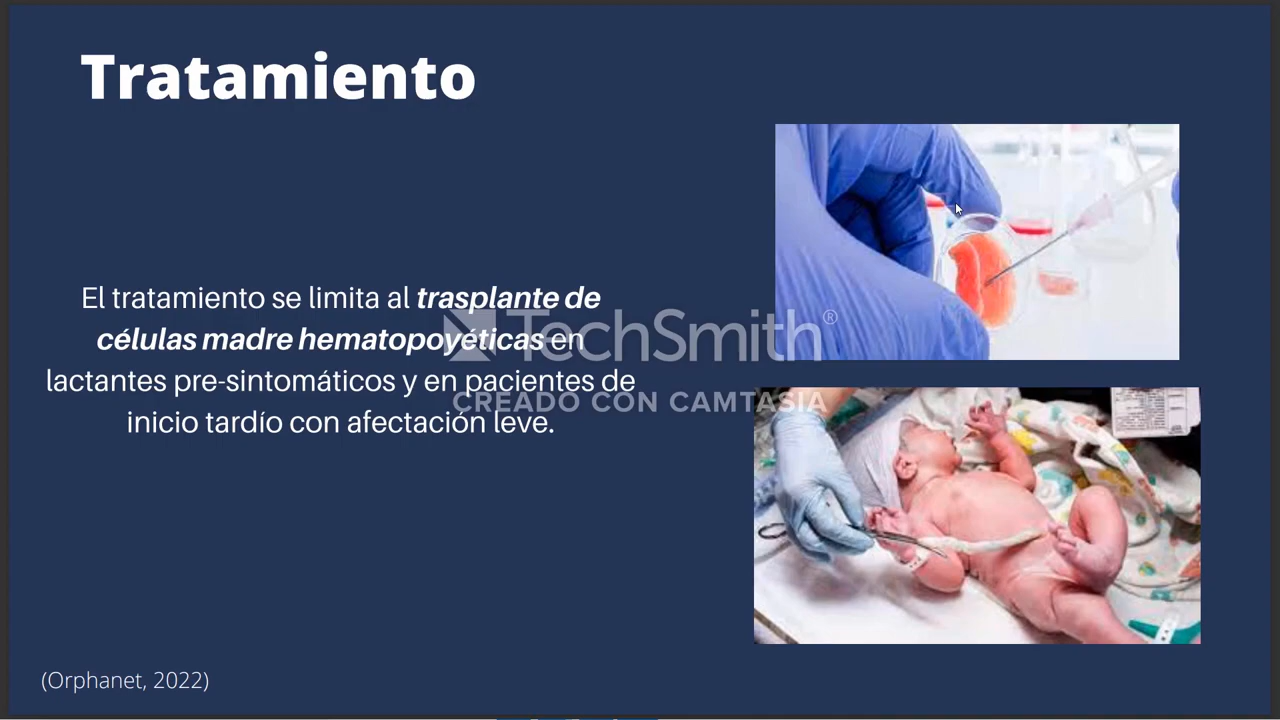 Tratamiento
El tratamiento se limita al trasplante de
células madre hematopoyéticas en
lactantes pre-sintomáticos y en pacientes de
inicio tardío con afectación leve.
TechSmith®
CREADO CON CAMTASIA
(Orphanet, 2022)